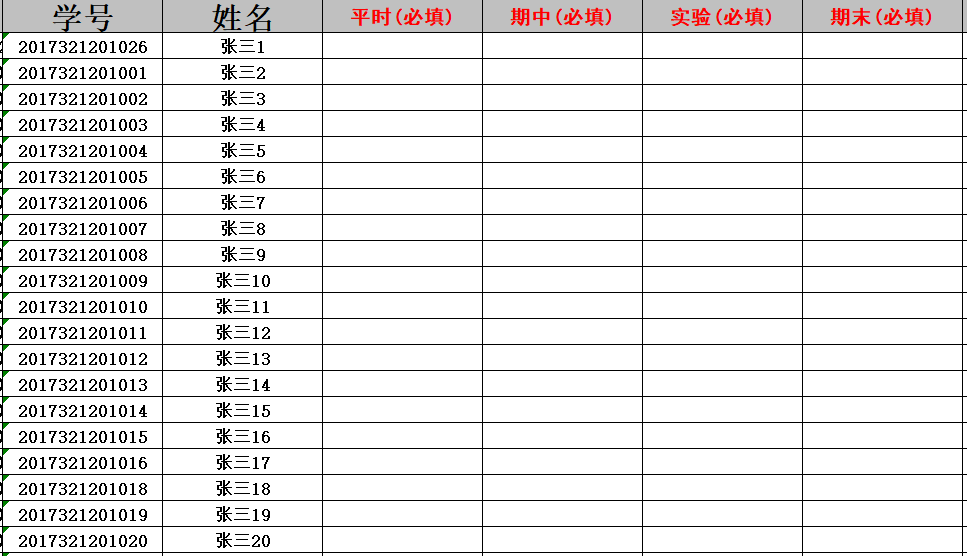 学号 姓名 平时(必填) 期中(必填) 实验(必填) 期末(必填)
2017321201026 张三1
2017321201001 张三2
2017321201002 张三3
2017321201003 张三4
2017321201004 张三5
2017321201005 张三6
2017321201006 张三7
2017321201007 张三8
2017321201008 张三9
2017321201009 张三10
2017321201010 张三11
2017321201011 张三12
2017321201012 张三13
2017321201013 张三14
2017321201014 张三15
2017321201015 张三16
2017321201016 张三17
2017321201018 张三18
2017321201019 张三19
2017321201020 张三20